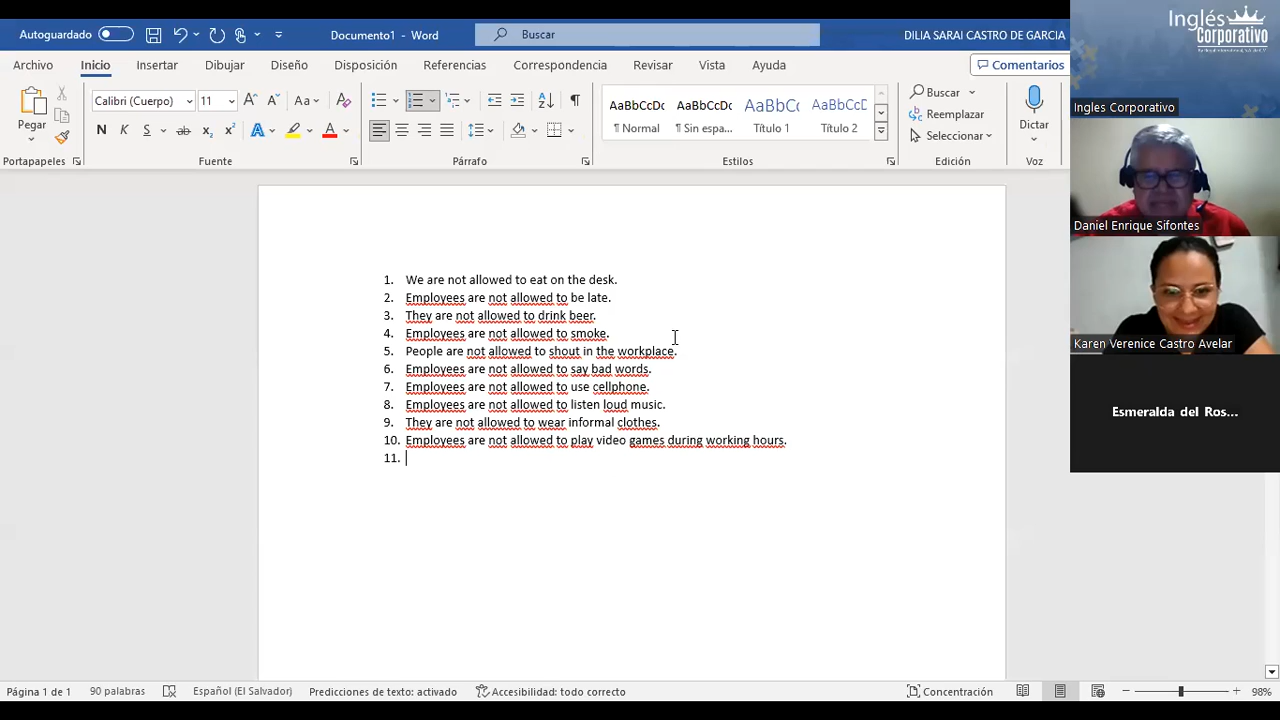 Autoguardado
Documento1 - Word
Buscar
DILIA SARAI CASTRO DE GARCIA
Archivo Inicio Insertar Dibujar Diseño Disposición Referencias Correspondencia Revisar Vista Ayuda
Comentarios
Pegar
Portapapeles
Calibri (Cuerpo) 11
Fuente
Párrafo
AaBbCcDc AaBbCcDc AaBbCc AaBbCcD
¶ Normal ¶ Sin espa... Título 1 Título 2
Estilos
Buscar
Reemplazar
Seleccionar
Edición
Dictar
Voz
Inglés
Corporativo
Ingles Corporativo
Daniel Enrique Sifontes
Karen Verenice Castro Avelar
Esmeralda del Ros...
1. We are not allowed to eat on the desk.
2. Employees are not allowed to be late.
3. They are not allowed to drink beer.
4. Employees are not allowed to smoke.
5. People are not allowed to shout in the workplace.
6. Employees are not allowed to say bad words.
7. Employees are not allowed to use cellphone.
8. Employees are not allowed to listen loud music.
9. They are not allowed to wear informal clothes.
10. Employees are not allowed to play video games during working hours.
11.
Página 1 de 1 90 palabras Español (El Salvador) Predicciones de texto: activado Accesibilidad: todo correcto Concentración 98%